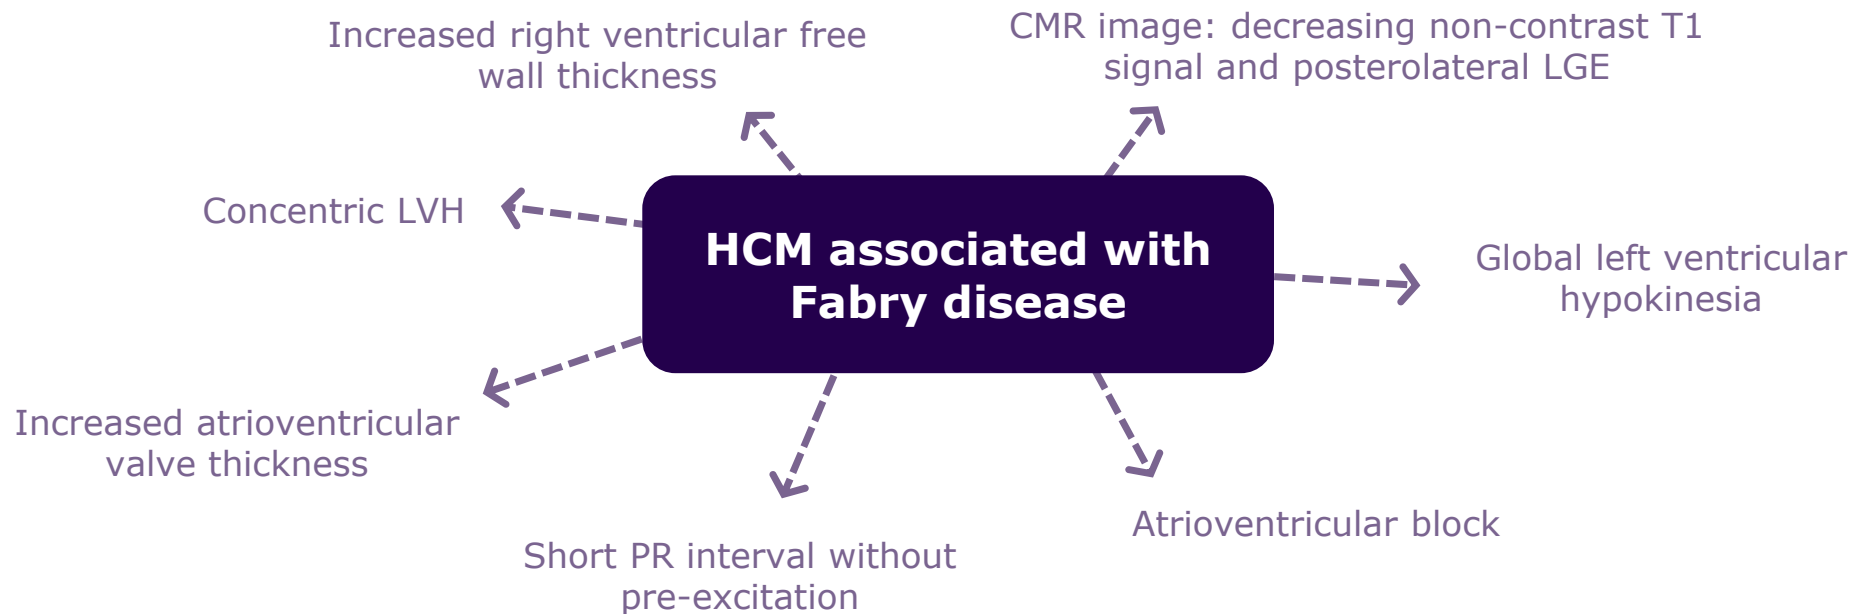 Increased right ventricular free
wall thickness
CMR image: decreasing non-contrast T1
signal and posterolateral LGE
Concentric LVH
HCM associated with
Fabry disease
Global left ventricular
hypokinesia
Increased atrioventricular
valve thickness
Short PR interval without
pre-excitation
Atrioventricular block